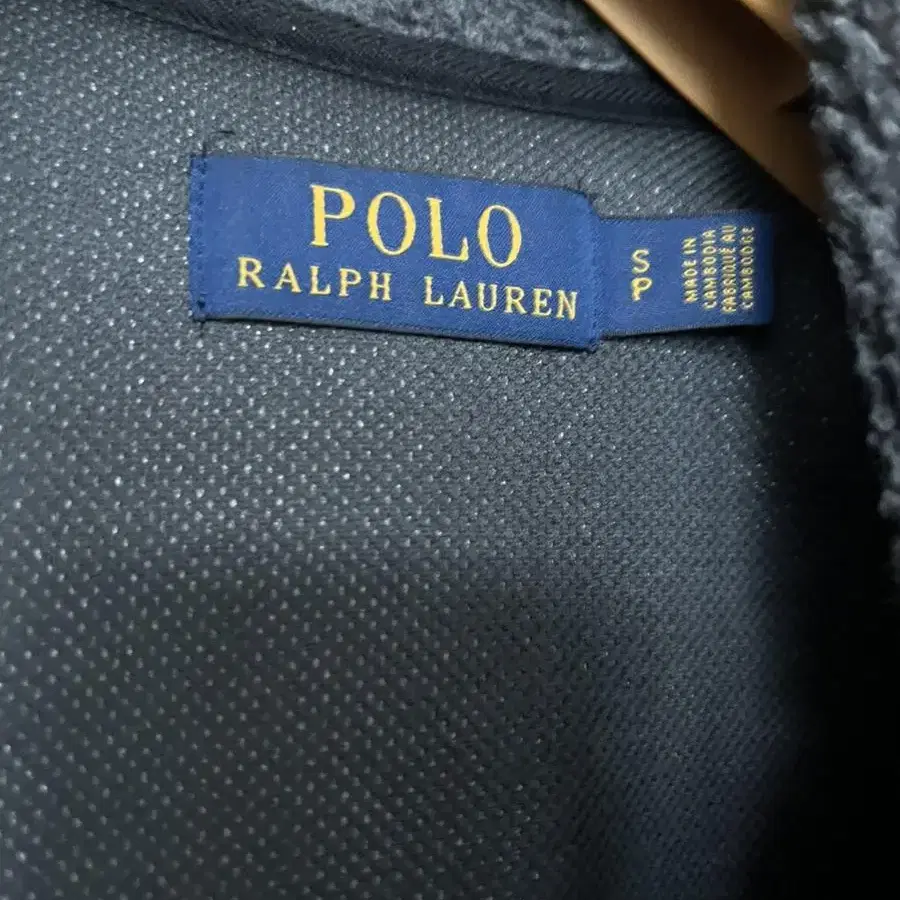 POLO
RALPH LAUREN
S
P
MADE IN
CAMBODIA
FABRIQUÉ AU
CAMBODGE